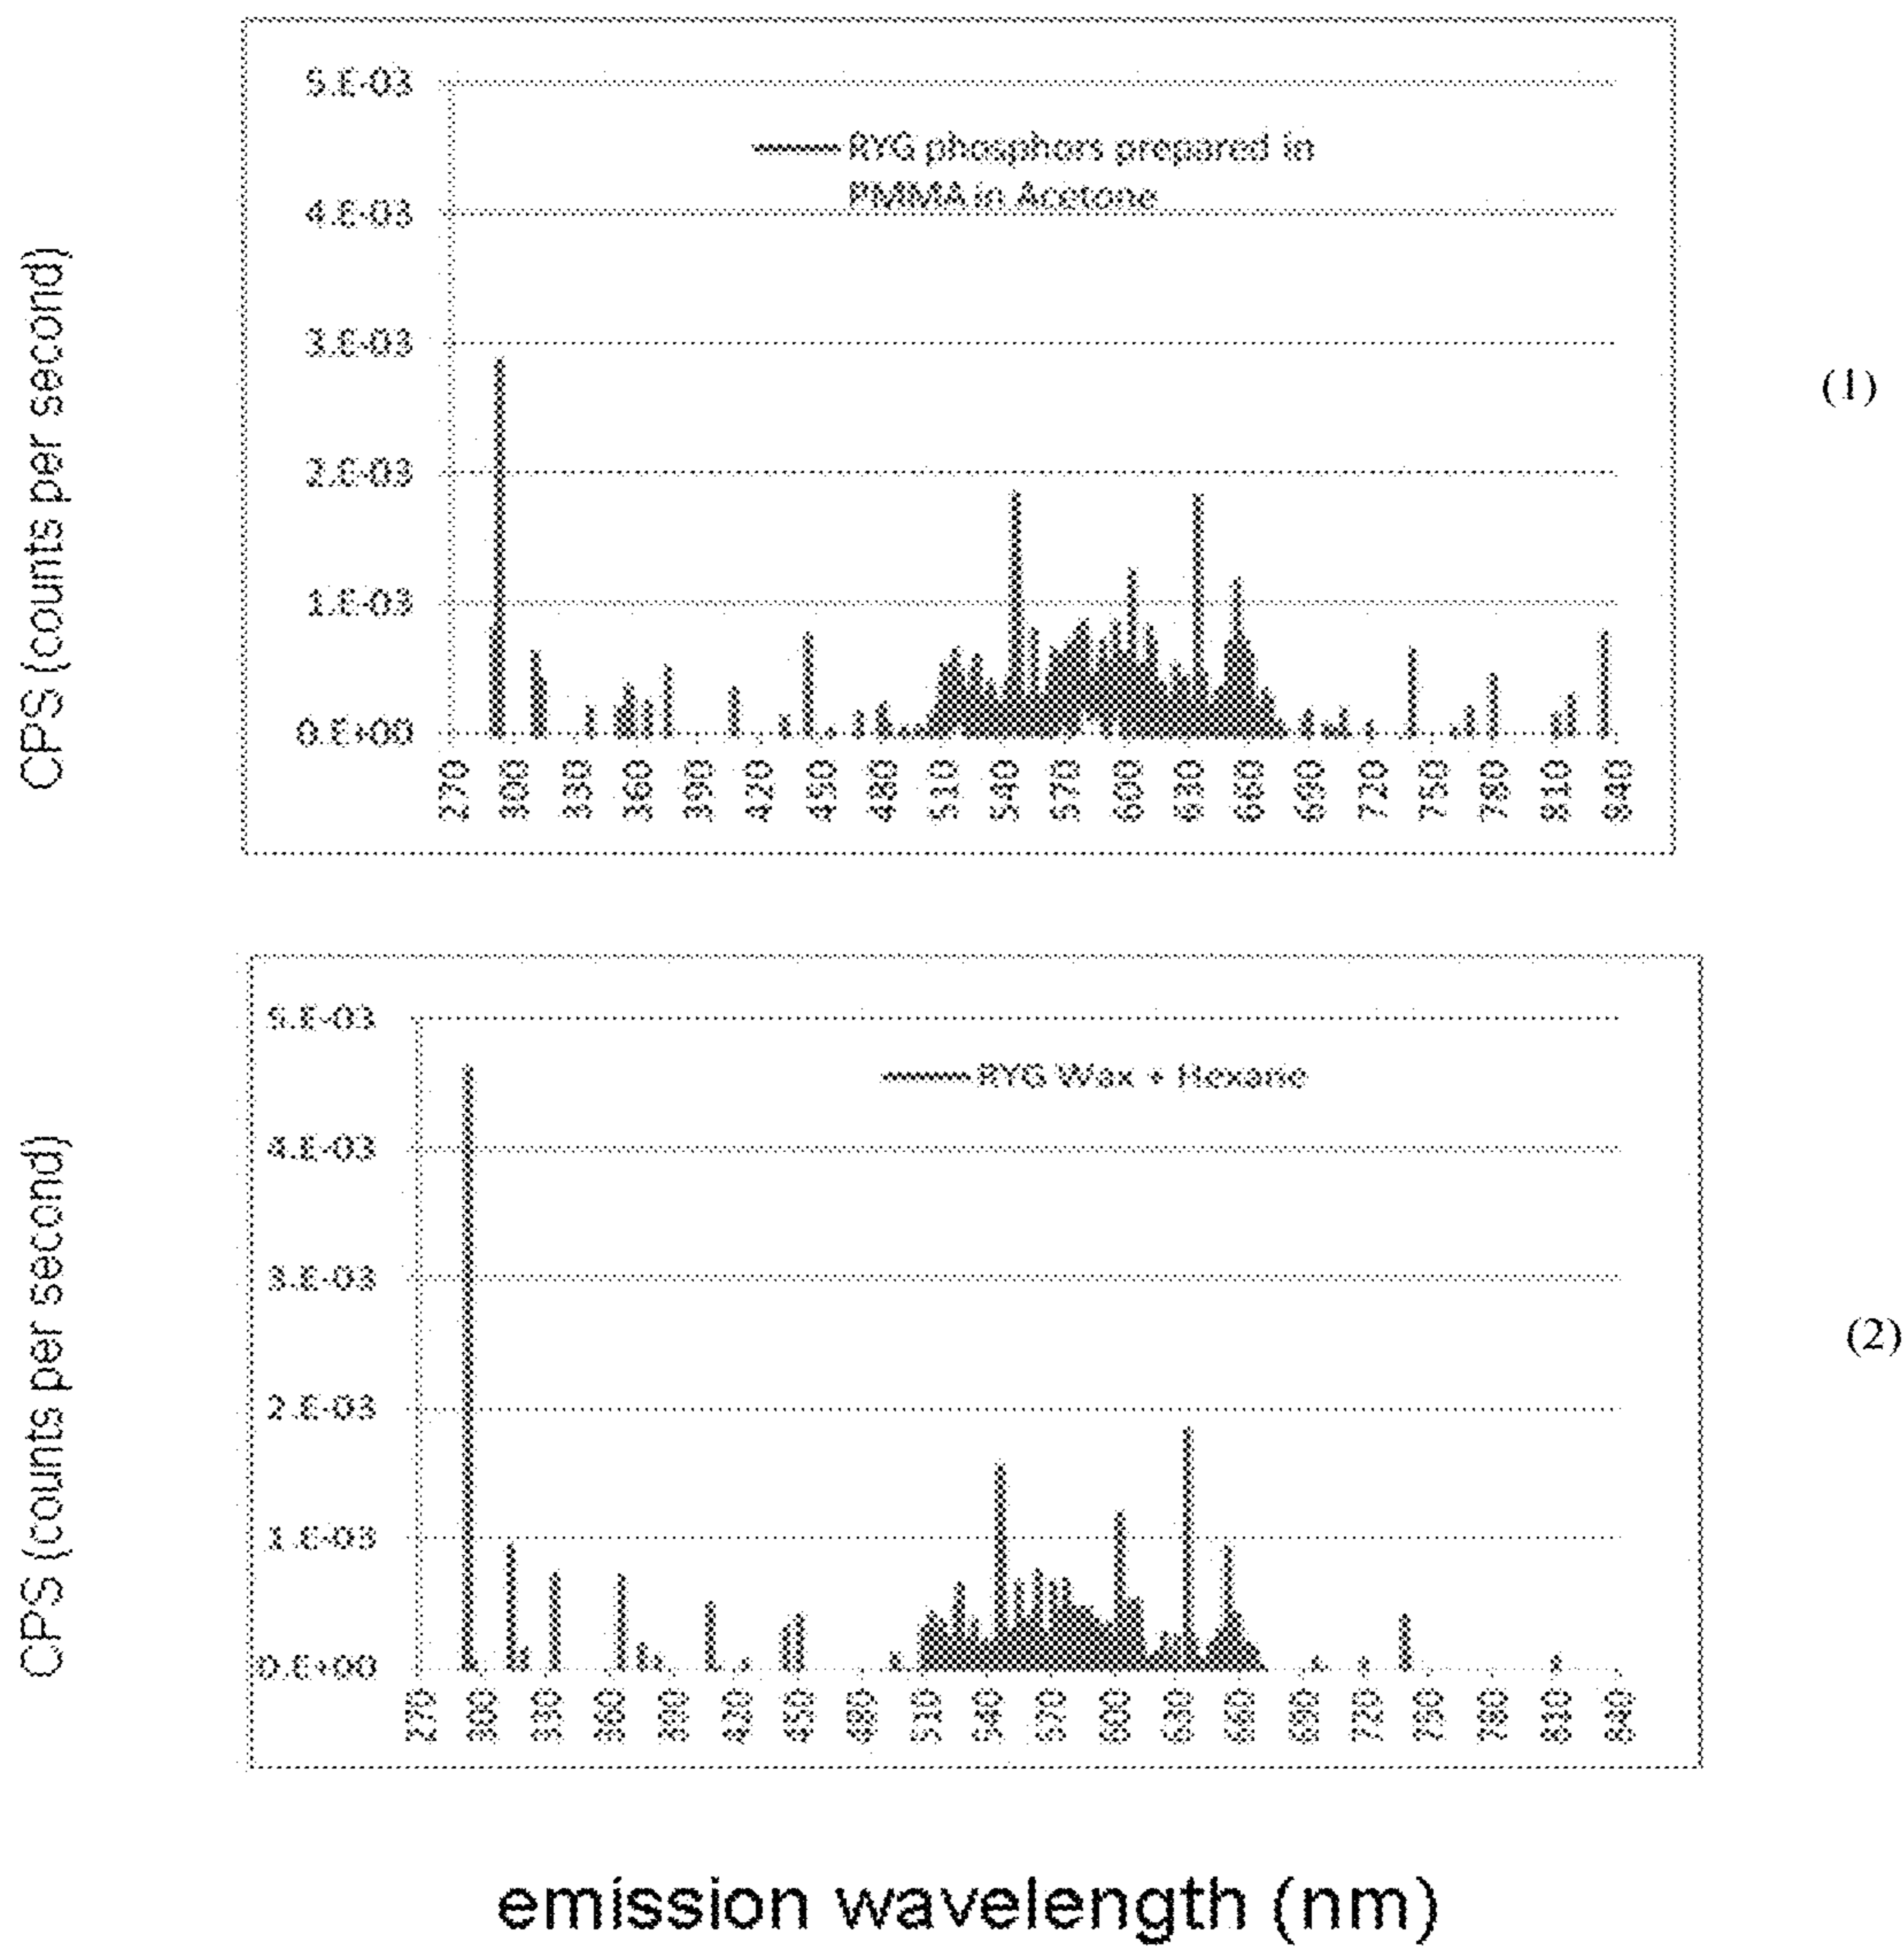 CPS (counts per second)
5.E-03
4.E-03
3.E-03
2.E-03
1.E-03
0.E+00
RYG phosphors prepared in
PMMA in Acetone
270 300 330 360 390 420 450 480 510 540 570 600 630 660 690 720 750 780 810 840
(1)
CPS (counts per second)
5.E-03
4.E-03
3.E-03
2.E-03
1.E-03
0.E+00
RYG Wax + Hexane
270 300 330 360 390 420 450 480 510 540 570 600 630 660 690 720 750 780 810 840
(2)
emission wavelength (nm)